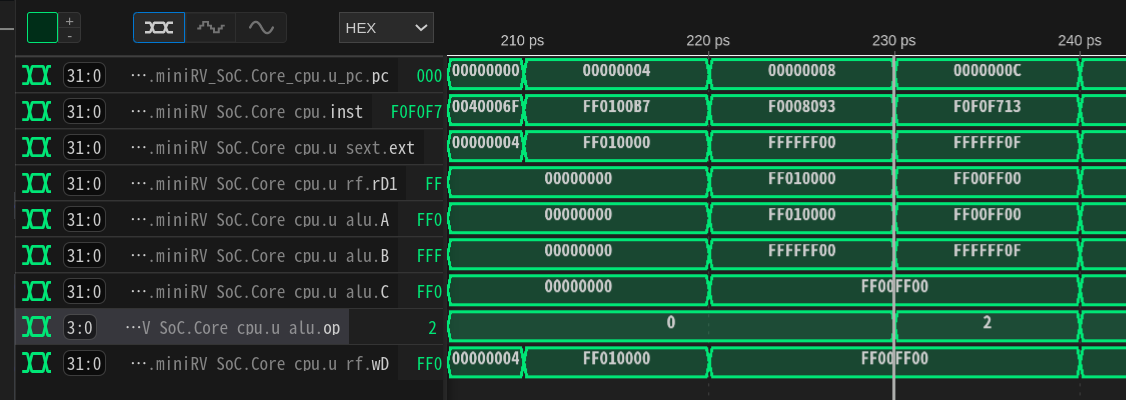 +
-
HEX
210 ps 220 ps 230 ps 240 ps
31:0 ⋯.miniRV_SoC.Core_cpu.u_pc.pc 000 00000000 00000004 00000008 0000000C
31:0 ⋯.miniRV SoC.Core cpu.inst F0F0F7 0040006F FF0100B7 F0008093 F0F0F713
31:0 ⋯.miniRV SoC.Core cpu.u sext.ext 00000004 FF010000 FFFFFF00 FFFFFF0F
31:0 ⋯.miniRV SoC.Core cpu.u rf.rD1 FF 00000000 FF010000 FF00FF00
31:0 ⋯.miniRV SoC.Core cpu.u alu.A FF0 00000000 FF010000 FF00FF00
31:0 ⋯.miniRV SoC.Core cpu.u alu.B FFF 00000000 FFFFFF00 FFFFFF0F
31:0 ⋯.miniRV SoC.Core cpu.u alu.C FF0 00000000 FF00FF00
3:0 ⋯V SoC.Core cpu.u alu.op 2 0 2
31:0 ⋯.miniRV SoC.Core cpu.u rf.wD FF0 00000004 FF010000 FF00FF00